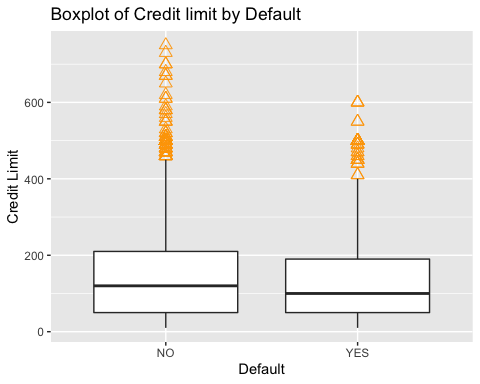 Boxplot of Credit limit by Default
Credit Limit
600
400
200
0
NO
YES
Default